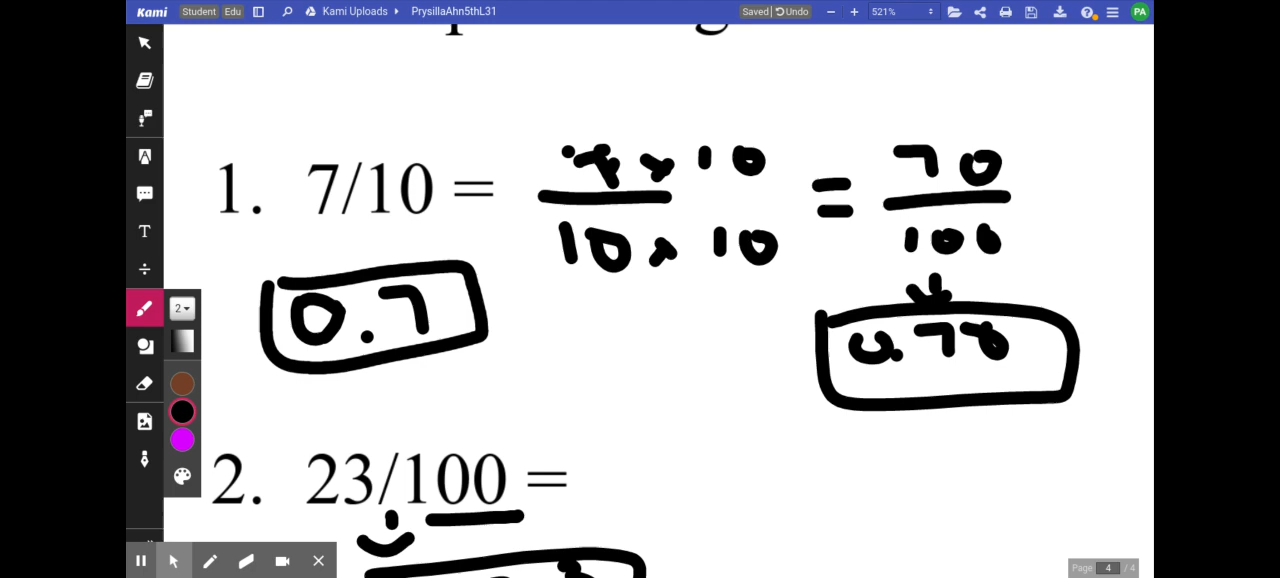 Kami Student Edu Kami Uploads PrysillaAhn5thL31 Saved Undo 521% PA
1. 7/10 = 7 x 10 / 10 x 10 = 70 / 100
0.7
0.70
2. 23/100 =
T
2
Page 4 / 4